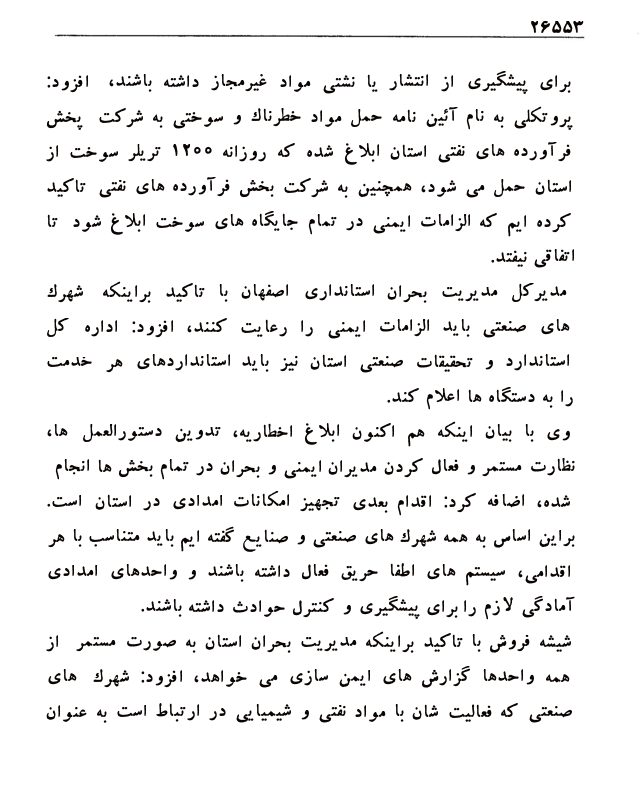 ۲۶۵۵۳
برای پیشگیری از انتشار یا نشتی مواد غیرمجاز داشته باشند، افزود:
پروتکلی به نام آئین نامه حمل مواد خطرناك و سوختی به شرکت پخش
فرآورده های نفتی استان ابلاغ شده که روزانه ۱۲۰۰ تریلر سوخت از
استان حمل می شود، همچنین به شرکت بخش فرآورده های نفتی تاکید
کرده ایم که الزامات ایمنی در تمام جایگاه های سوخت ابلاغ شود تا
اتفاقی نیفتد.
مدیرکل مدیریت بحران استانداری اصفهان با تاکید براینکه شهرك
های صنعتی باید الزامات ایمنی را رعایت کنند، افزود: اداره کل
استاندارد و تحقیقات صنعتی استان نیز باید استانداردهای هر خدمت
را به دستگاه ها اعلام کند.
وی با بیان اینکه هم اکنون ابلاغ اخطاریه، تدوین دستورالعمل ها،
نظارت مستمر و فعال کردن مدیران ایمنی و بحران در تمام بخش ها انجام
شده، اضافه کرد: اقدام بعدی تجهیز امکانات امدادی در استان است.
براین اساس به همه شهرك های صنعتی و صنایع گفته ایم باید متناسب با هر
اقدامی، سیستم های اطفا حریق فعال داشته باشند و واحدهای امدادی
آمادگی لازم را برای پیشگیری و کنترل حوادث داشته باشند.
شیشه فروش با تاکید براینکه مدیریت بحران استان به صورت مستمر از
همه واحدها گزارش های ایمن سازی می خواهد، افزود: شهرك های
صنعتی که فعالیت شان با مواد نفتی و شیمیایی در ارتباط است به عنوان